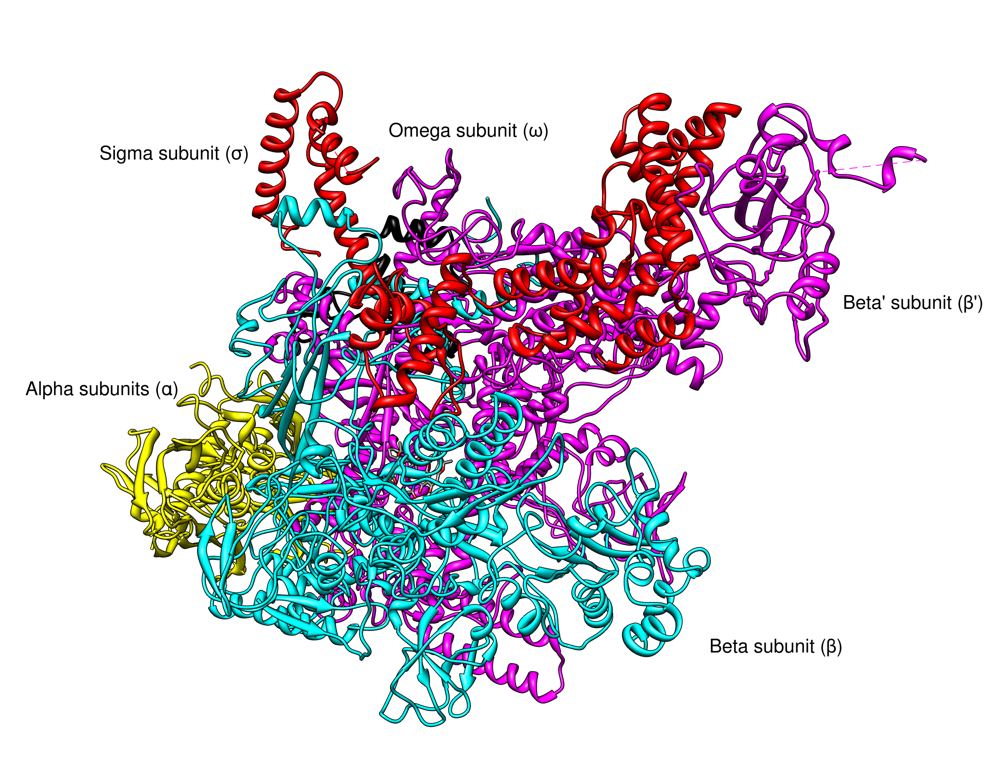 Omega subunit (ω)
Sigma subunit (σ)
Beta' subunit (β')
Alpha subunits (α)
Beta subunit (β)